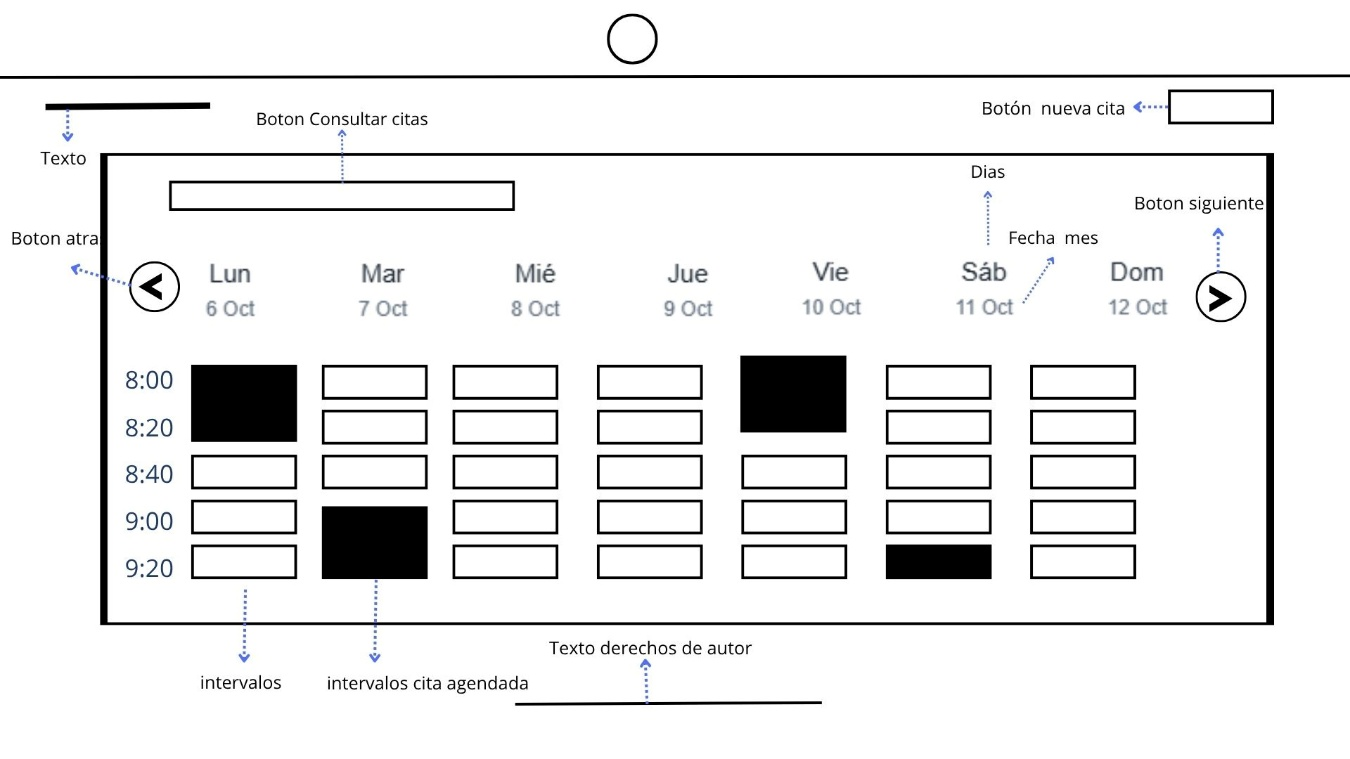 Botón nueva cita
Boton Consultar citas
Texto
Dias
Boton siguiente
Boton atra
Fecha mes
Lun Mar Mié Jue Vie Sáb Dom
6 Oct 7 Oct 8 Oct 9 Oct 10 Oct 11 Oct 12 Oct
8:00
8:20
8:40
9:00
9:20
Texto derechos de autor
intervalos
intervalos cita agendada